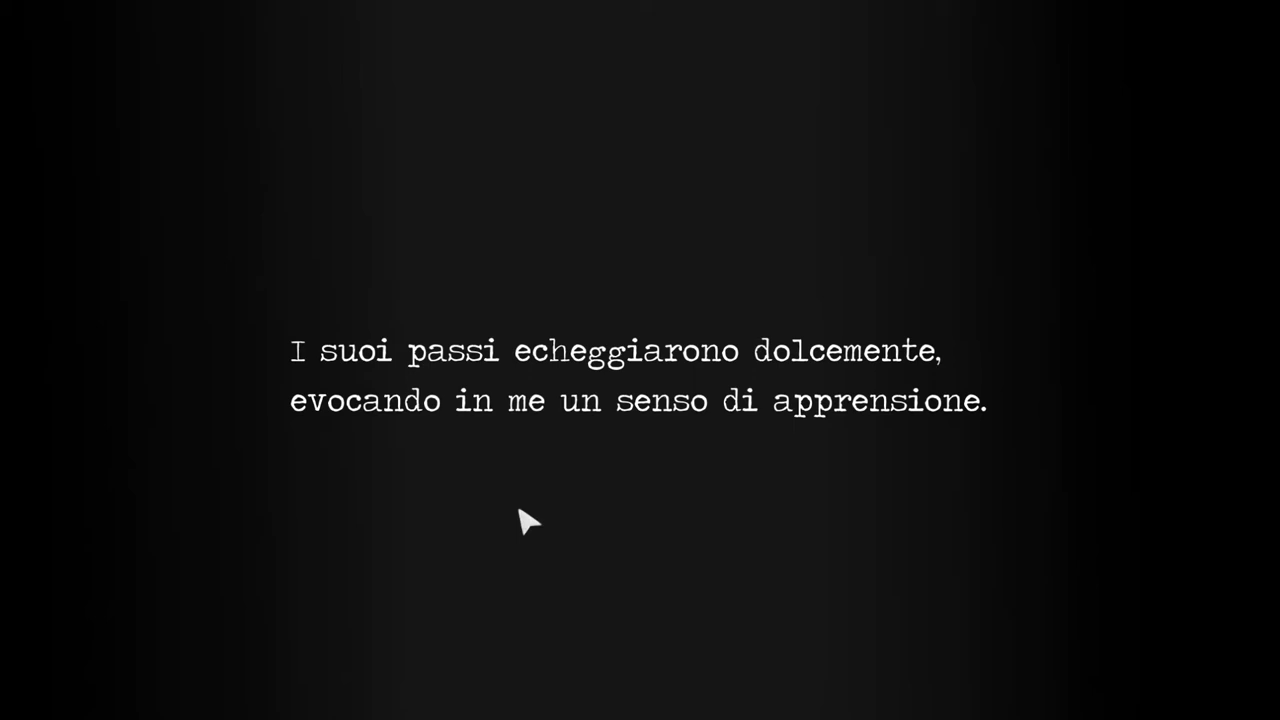 I suoi passi echeggiarono dolcemente,
evocando in me un senso di apprensione.